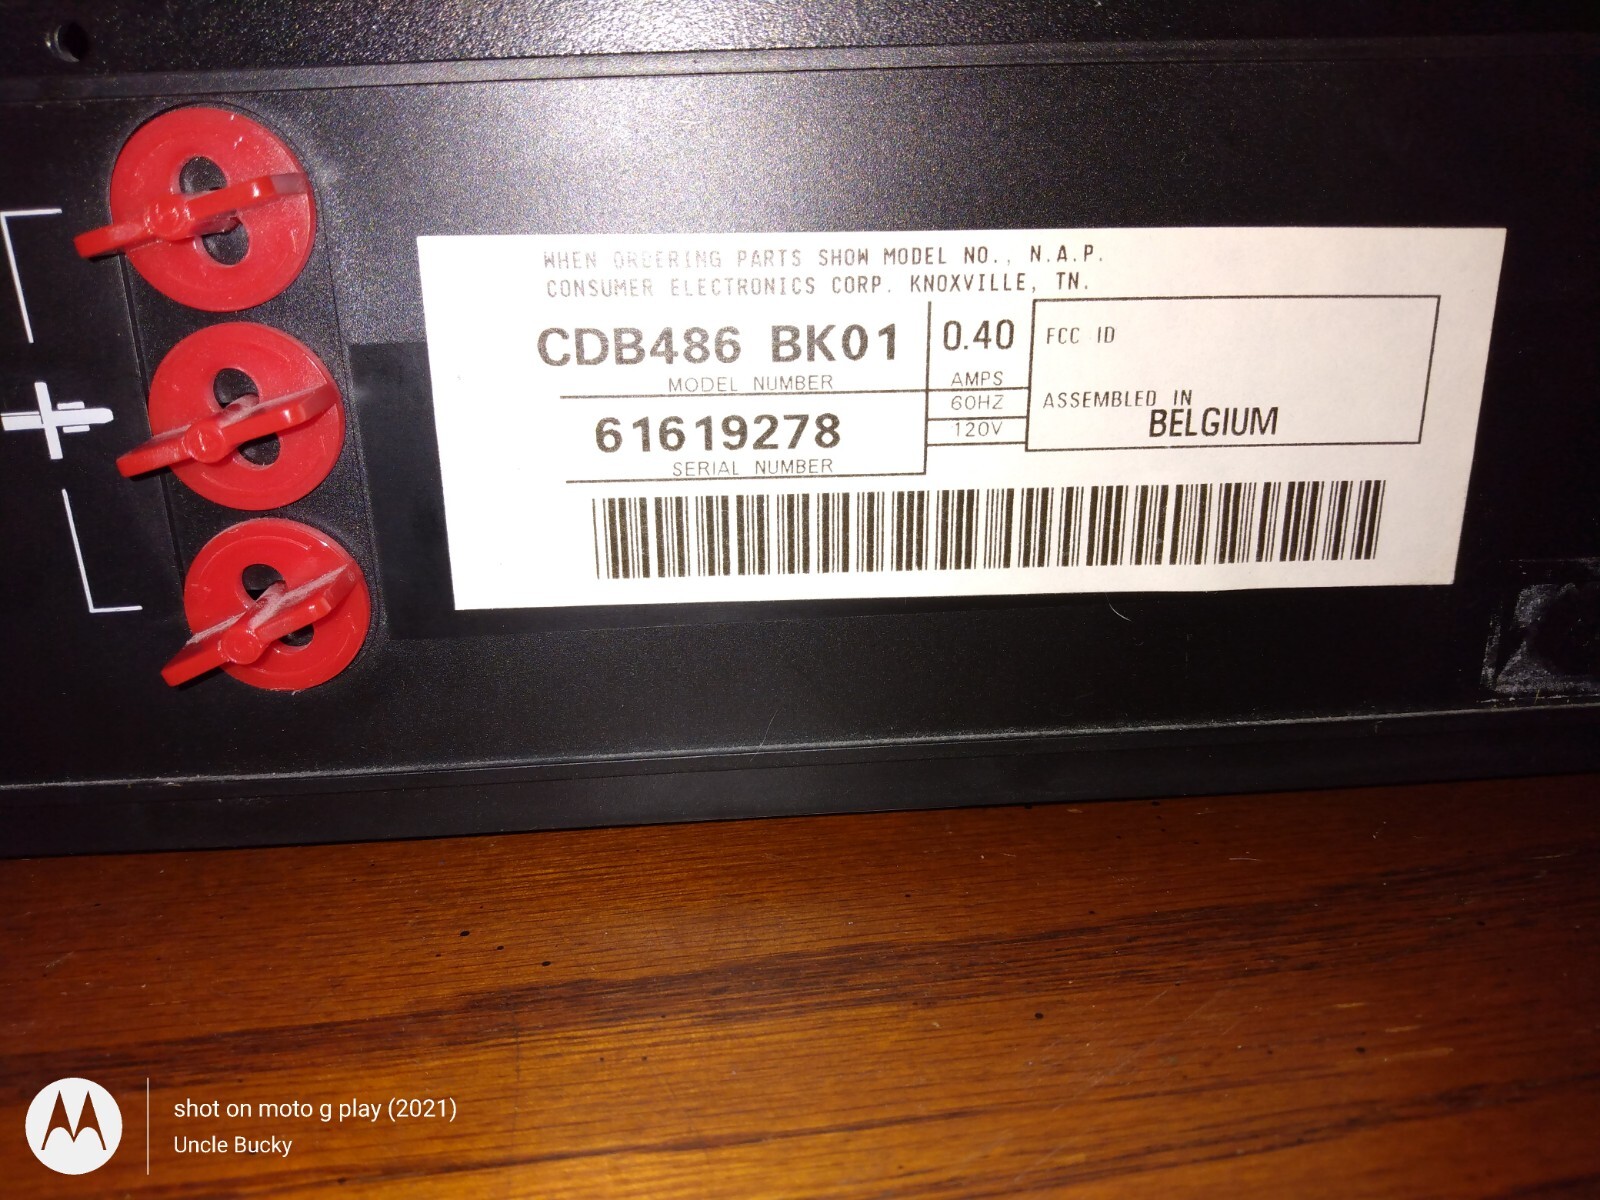 WHEN ORDERING PARTS SHOW MODEL NO., N.A.P.
CONSUMER ELECTRONICS CORP. KNOXVILLE, TN.
CDB486 BK01
MODEL NUMBER
61619278
SERIAL NUMBER
0.40
AMPS
60HZ
120V
FCC ID
ASSEMBLED IN
BELGIUM
shot on moto g play (2021)
Uncle Bucky